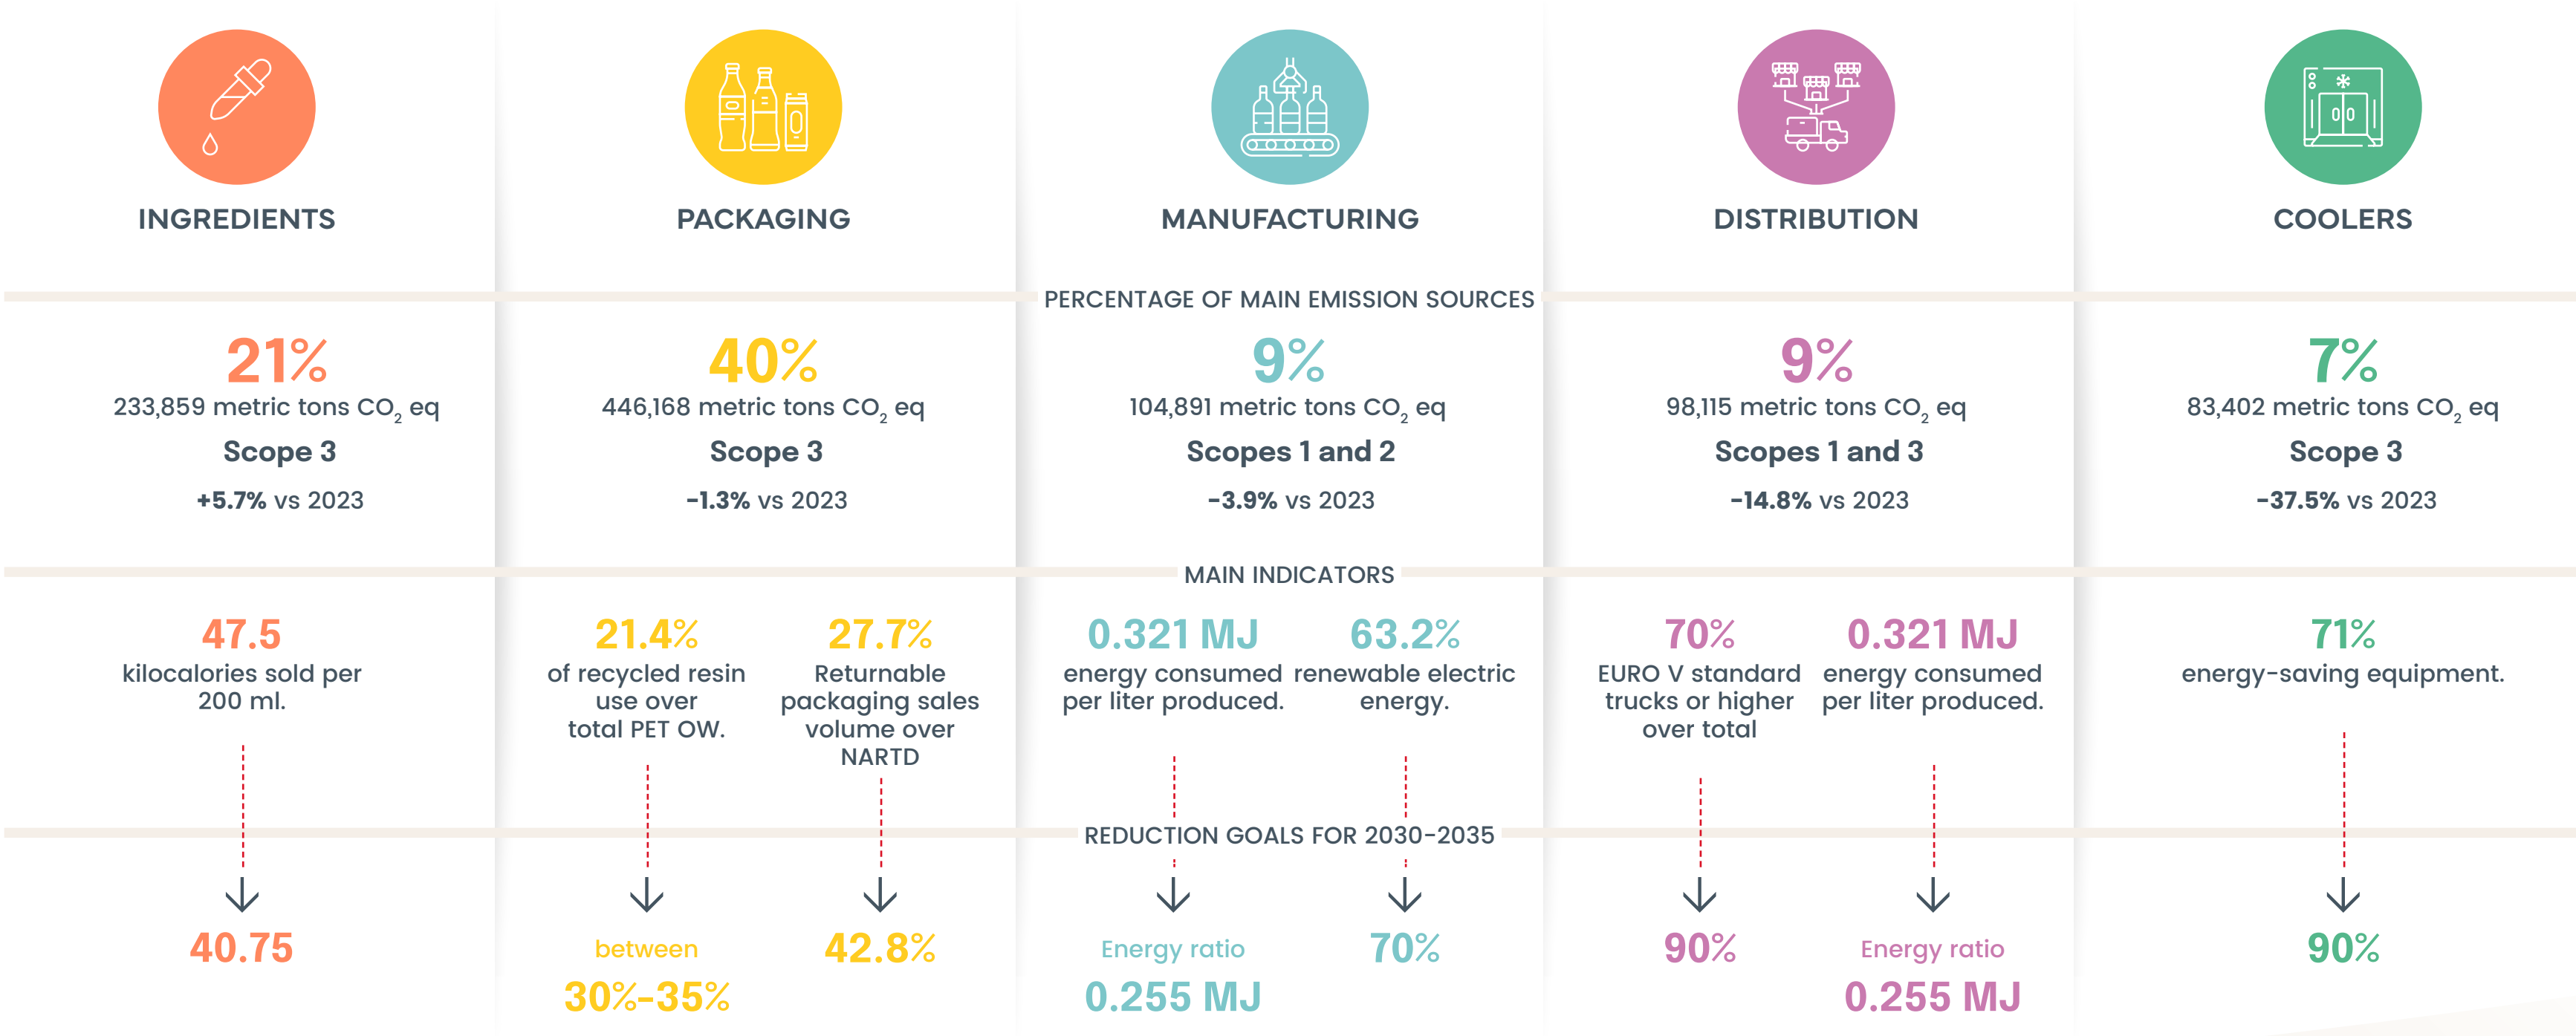 INGREDIENTS
PACKAGING
MANUFACTURING
DISTRIBUTION
COOLERS
PERCENTAGE OF MAIN EMISSION SOURCES
21%
233,859 metric tons CO₂ eq
Scope 3
+5.7% vs 2023
40%
446,168 metric tons CO₂ eq
Scope 3
-1.3% vs 2023
9%
104,891 metric tons CO₂ eq
Scopes 1 and 2
-3.9% vs 2023
9%
98,115 metric tons CO₂ eq
Scopes 1 and 3
-14.8% vs 2023
7%
83,402 metric tons CO₂ eq
Scope 3
-37.5% vs 2023
MAIN INDICATORS
47.5
kilocalories sold per
200 ml.
21.4%
of recycled resin
use over
total PET OW.
27.7%
Returnable
packaging sales
volume over
NARTD
0.321 MJ
energy consumed
per liter produced.
63.2%
renewable electric
energy.
70%
EURO V standard
trucks or higher
over total
0.321 MJ
energy consumed
per liter produced.
71%
energy-saving equipment.
REDUCTION GOALS FOR 2030-2035
40.75
between
30%-35%
42.8%
Energy ratio
0.255 MJ
70%
90%
Energy ratio
0.255 MJ
90%